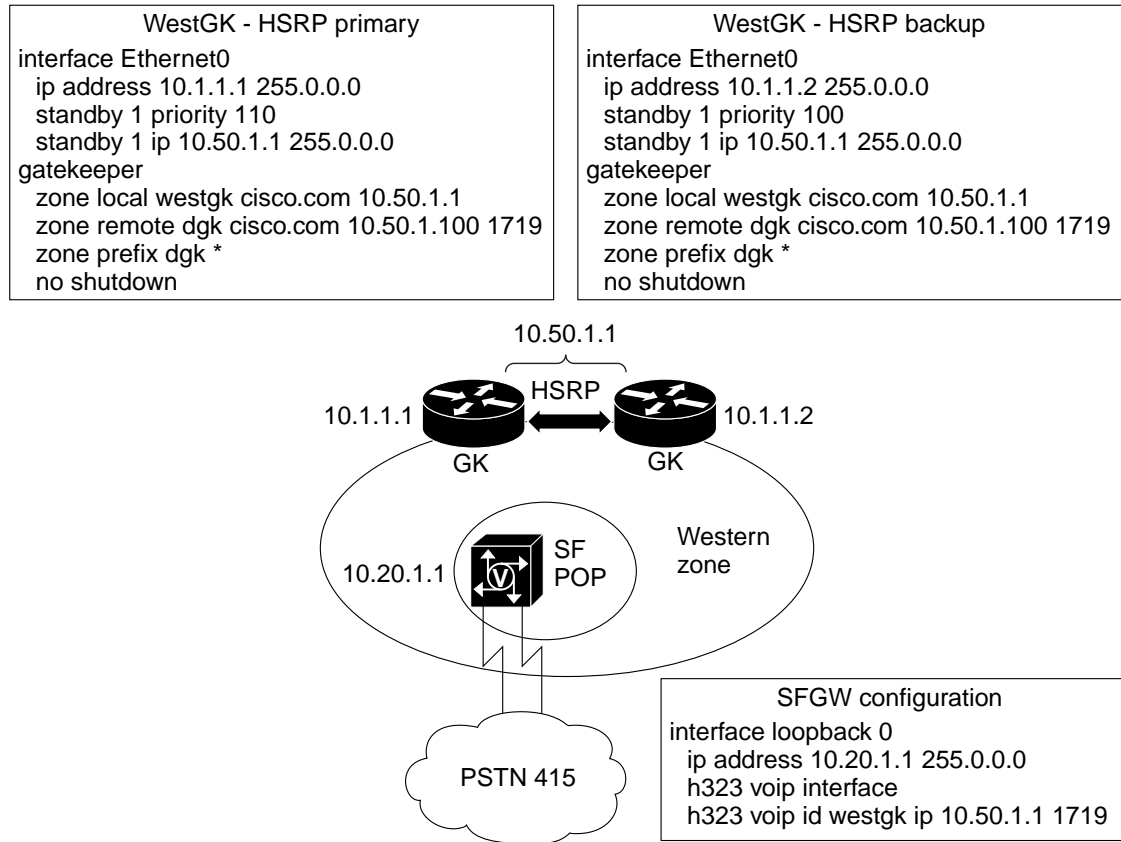 WestGK - HSRP primary
interface Ethernet0
ip address 10.1.1.1 255.0.0.0
standby 1 priority 110
standby 1 ip 10.50.1.1 255.0.0.0
gatekeeper
zone local westgk cisco.com 10.50.1.1
zone remote dgk cisco.com 10.50.1.100 1719
zone prefix dgk *
no shutdown
WestGK - HSRP backup
interface Ethernet0
ip address 10.1.1.2 255.0.0.0
standby 1 priority 100
standby 1 ip 10.50.1.1 255.0.0.0
gatekeeper
zone local westgk cisco.com 10.50.1.1
zone remote dgk cisco.com 10.50.1.100 1719
zone prefix dgk *
no shutdown
10.50.1.1
HSRP
10.1.1.1
10.1.1.2
GK
GK
Western
zone
SF
POP
10.20.1.1
V
PSTN 415
SFGW configuration
interface loopback 0
ip address 10.20.1.1 255.0.0.0
h323 voip interface
h323 voip id westgk ip 10.50.1.1 1719